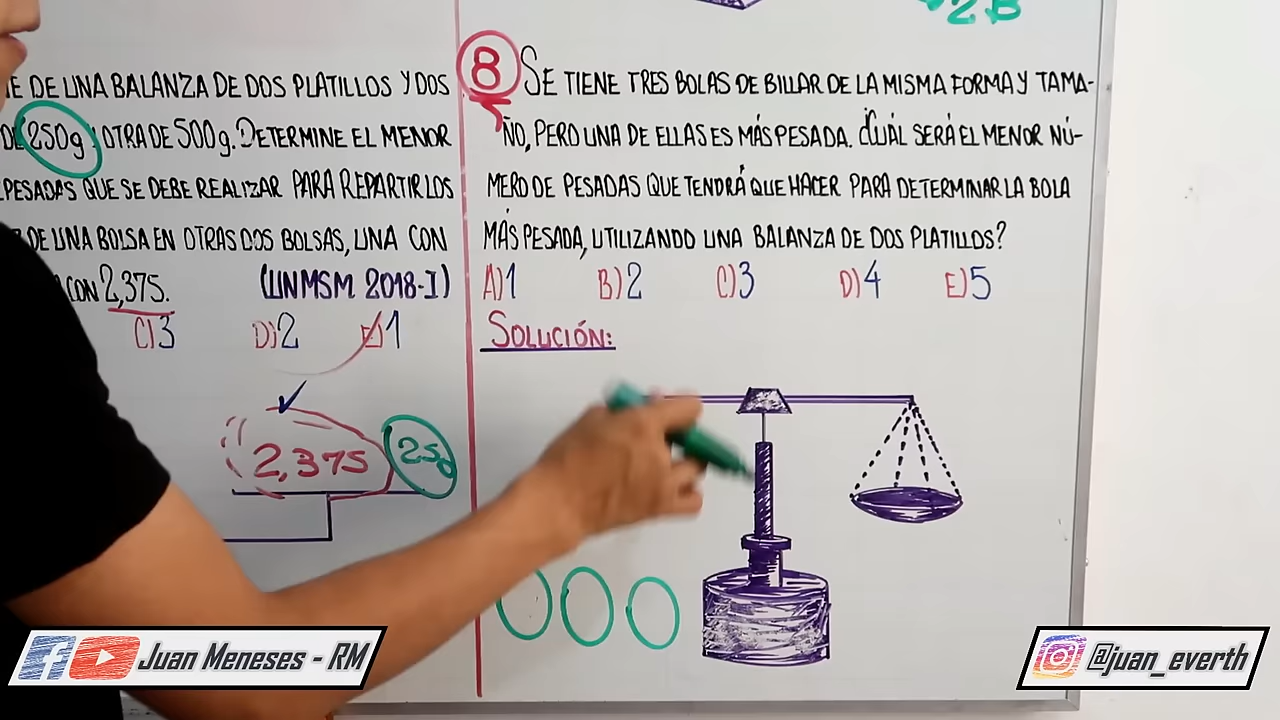 2B
DE UNA BALANZA DE DOS PLATILLOS Y DOS
DE 250g Y OTRA DE 500g. DETERMINE EL MENOR
PESADAS QUE SE DEBE REALIZAR PARA REPARTIR LOS
DE UNA BOLSA EN OTRAS DOS BOLSAS, UNA CON
CON 2,375. (UNMSM 2018-I)
C)3 D)2 E)1
2,375 250
8 SE TIENE TRES BOLAS DE BILLAR DE LA MISMA FORMA Y TAMA-
ÑO, PERO UNA DE ELLAS ES MÁS PESADA. ¿CUÁL SERÁ EL MENOR NÚ-
MERO DE PESADAS QUE TENDRÁ QUE HACER PARA DETERMINAR LA BOLA
MÁS PESADA, UTILIZANDO UNA BALANZA DE DOS PLATILLOS?
A)1 B)2 C)3 D)4 E)5
SOLUCIÓN:
Juan Meneses - RM
@juan_everth